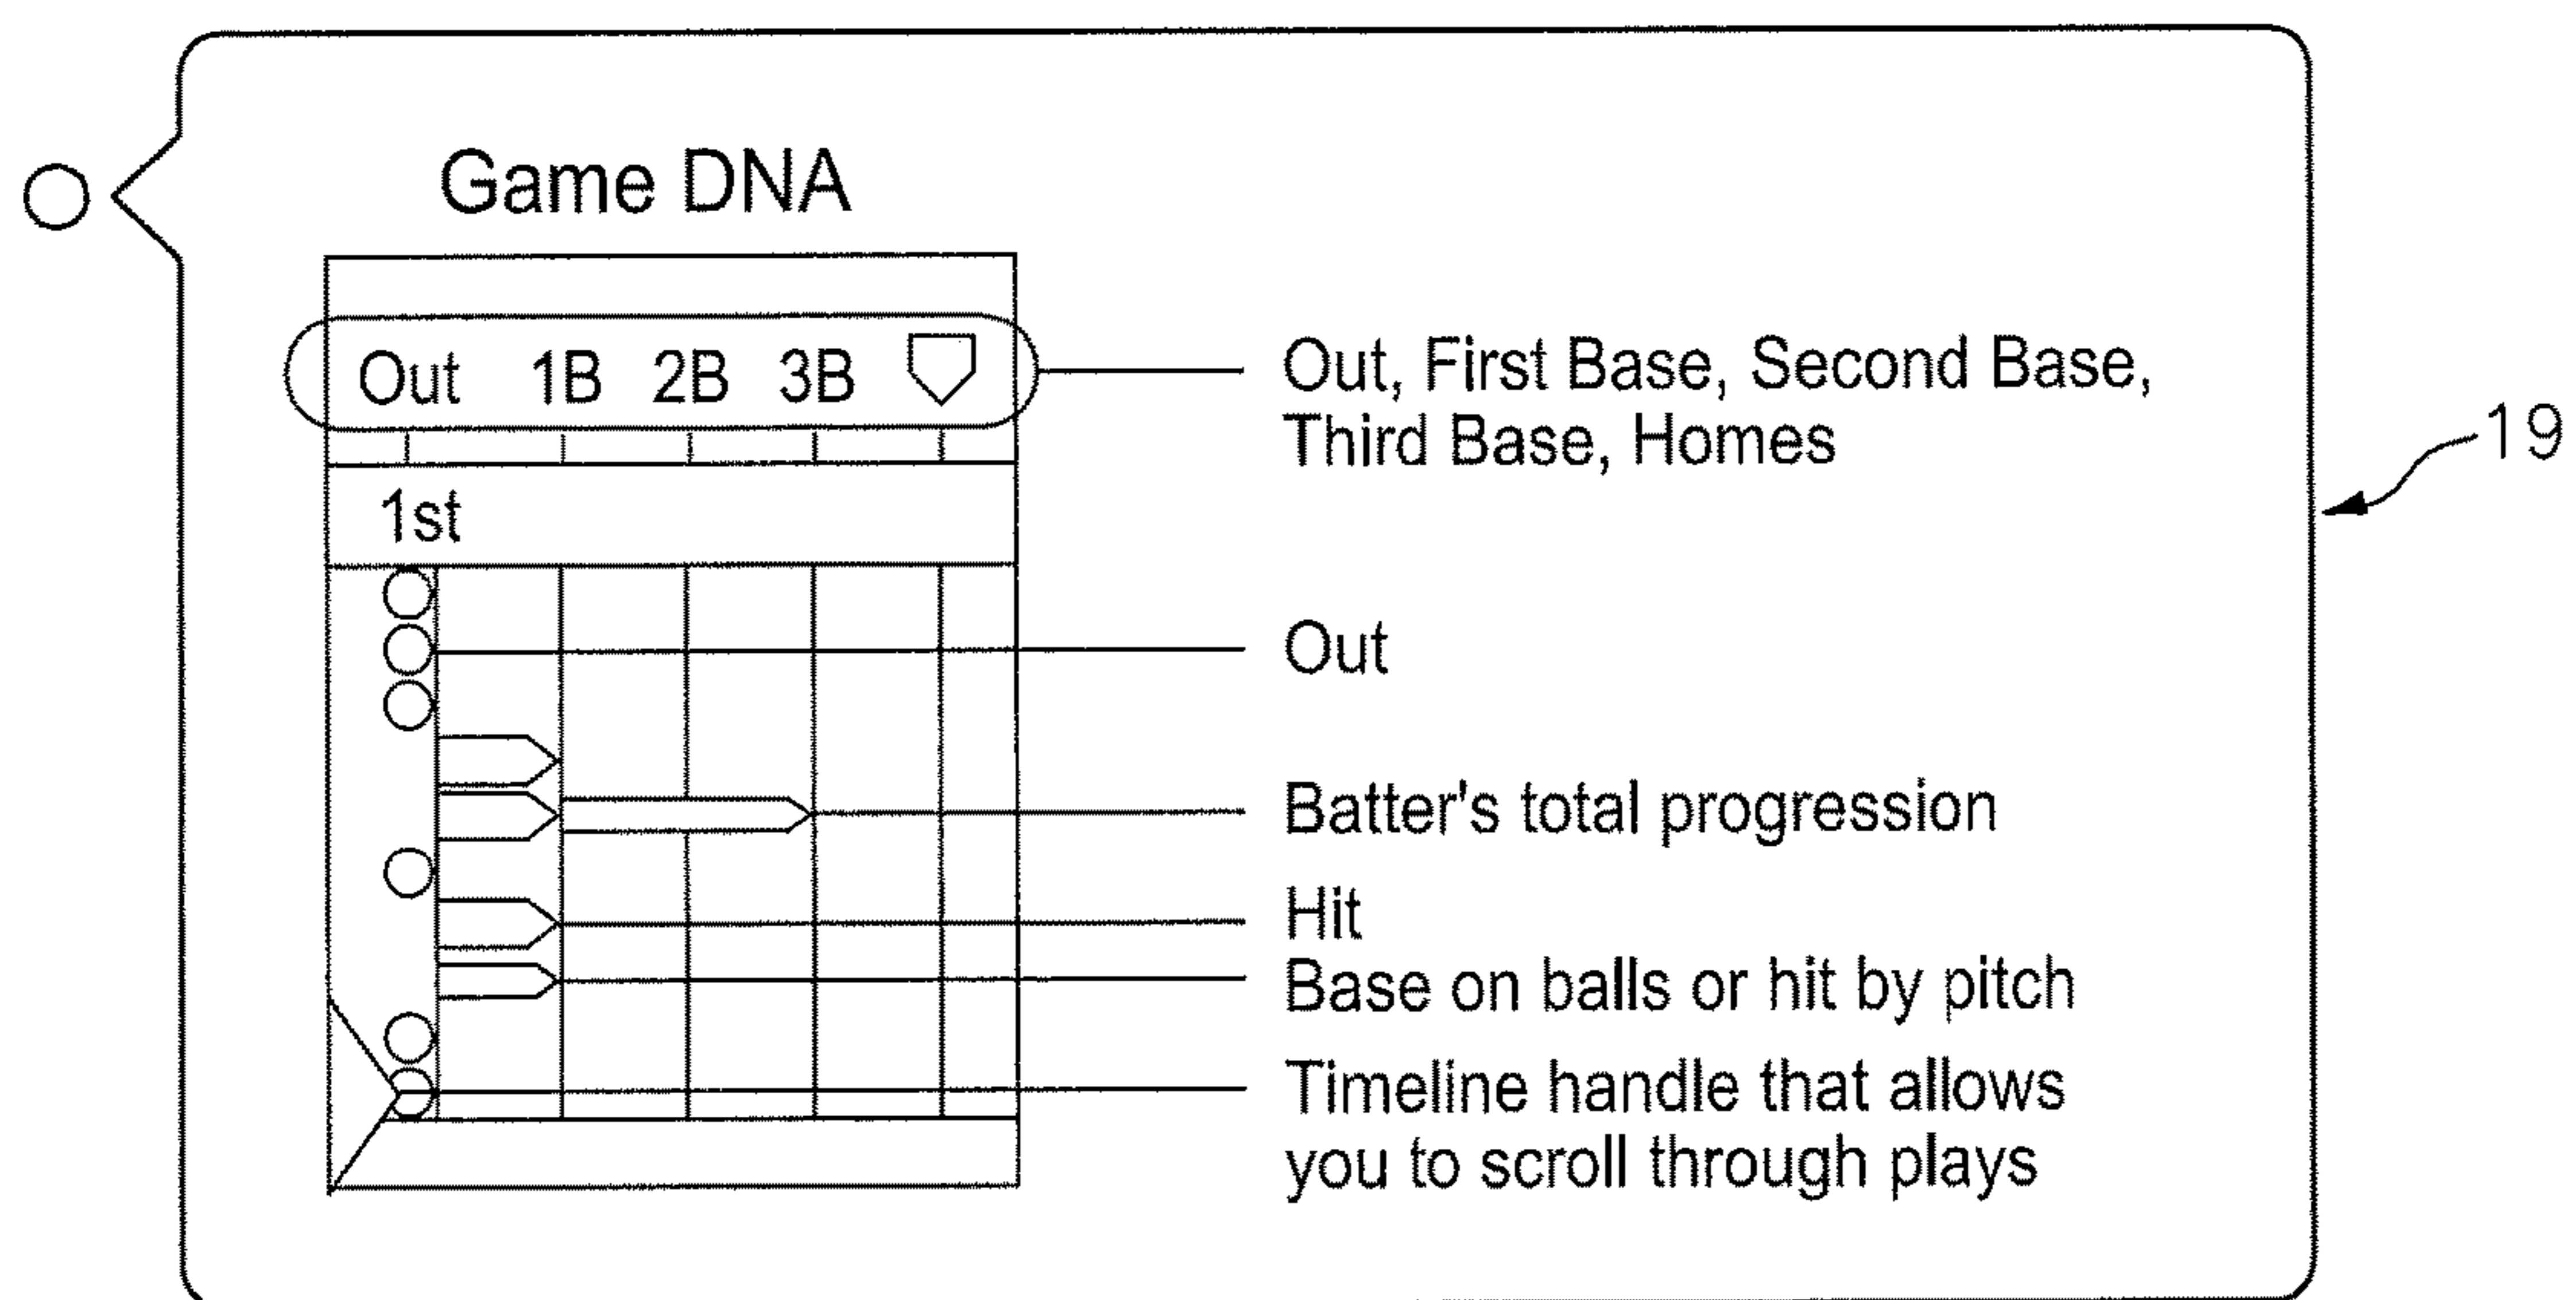 Game DNA
Out 1B 2B 3B
Out, First Base, Second Base,
Third Base, Homes
19
1st
Out
Batter's total progression
Hit
Base on balls or hit by pitch
Timeline handle that allows
you to scroll through plays